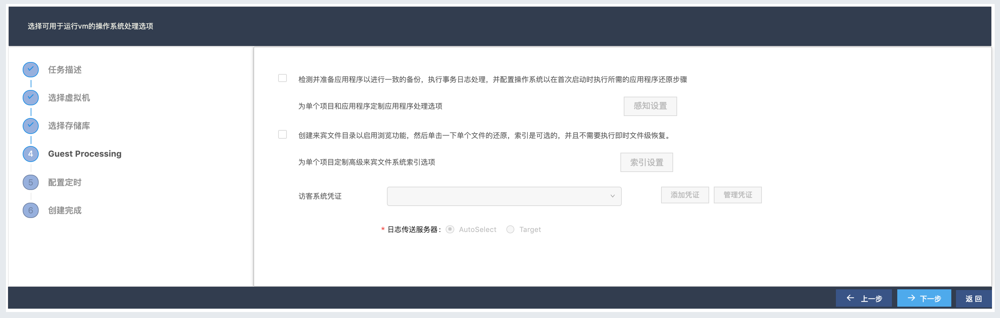 选择可用于运行vm的操作系统处理选项
任务描述
选择虚拟机
选择存储库
4 Guest Processing
5 配置定时
6 创建完成
检测并准备应用程序以进行一致的备份，执行事务日志处理，并配置操作系统以在首次启动时执行所需的应用程序还原步骤
为单个项目和应用程序定制应用程序处理选项 感知设置
创建来宾文件目录以启用浏览功能，然后单击一下单个文件的还原，索引是可选的，并且不需要执行即时文件级恢复。
为单个项目定制高级来宾文件系统索引选项 索引设置
访客系统凭证 添加凭证 管理凭证
* 日志传送服务器： AutoSelect Target
上一步 下一步 返 回